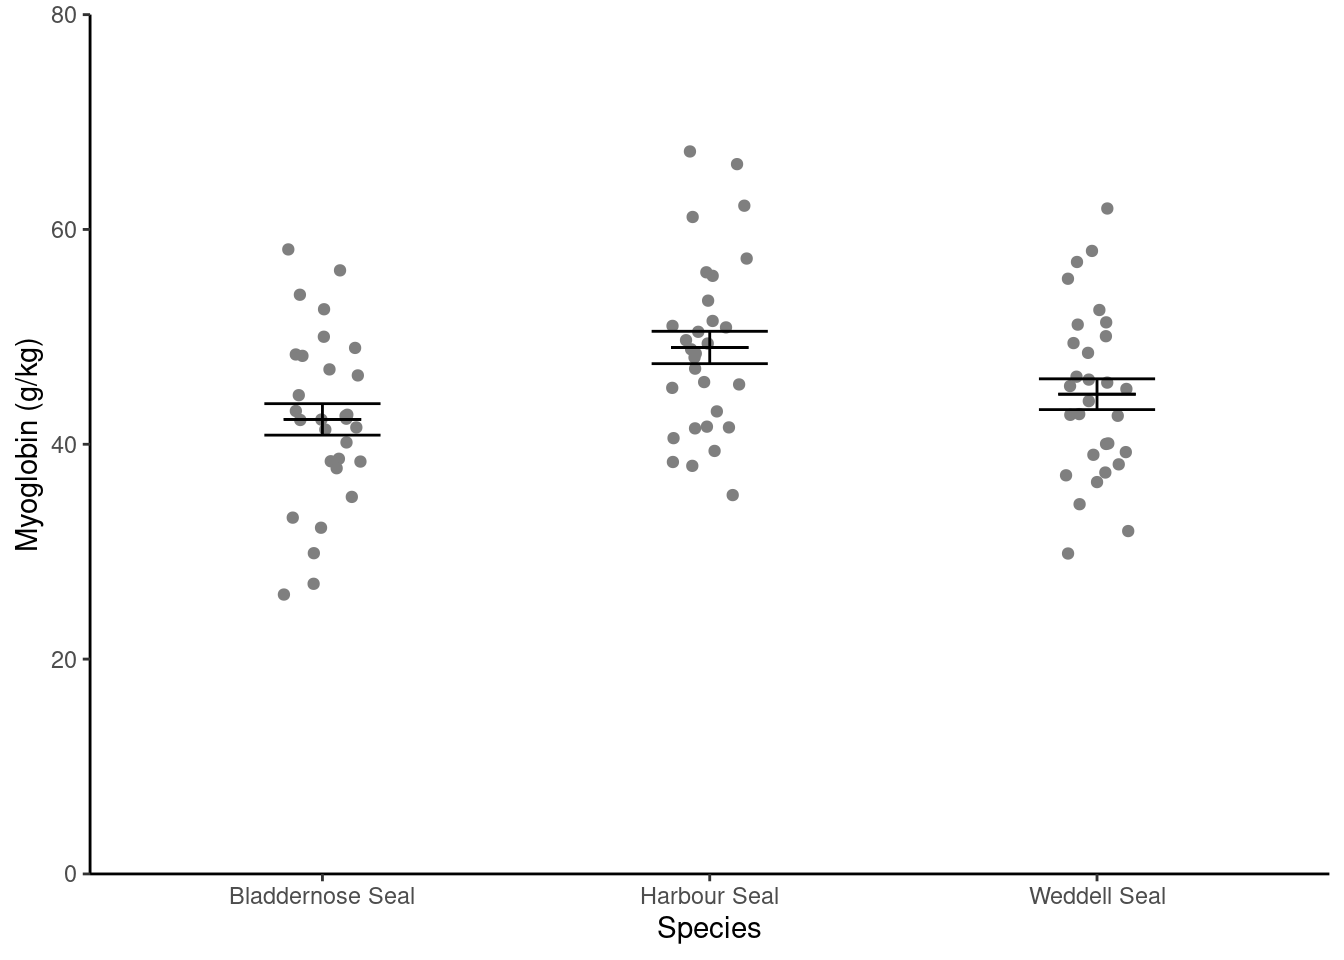 80
60
40
20
0
Myoglobin (g/kg)
Bladdernose Seal
Harbour Seal
Weddell Seal
Species